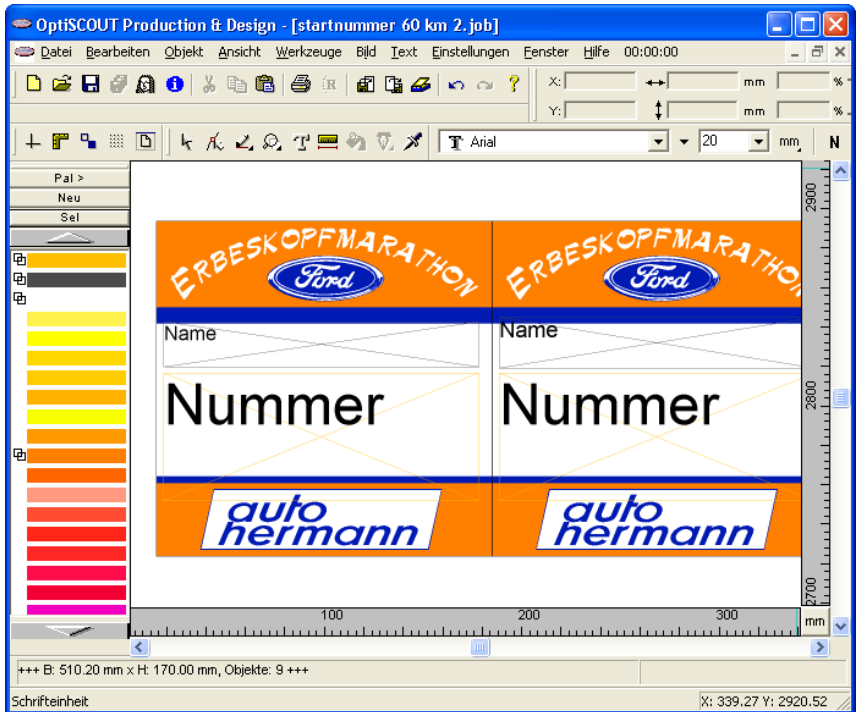 OptiSCOUT Production & Design - [startnummer 60 km 2.job]
Datei Bearbeiten Objekt Ansicht Werkzeuge Bild Text Einstellungen Fenster Hilfe 00:00:00
X: mm %
Y: mm %
T Arial 20 mm N
Pal >
Neu
Sel
2900
2800
2700
ERBESKOPFMARATHON ERBESKOPFMARATHON
Ford Ford
Name Name
Nummer Nummer
auto auto
hermann hermann
100 200 300 mm
+++ B: 510.20 mm x H: 170.00 mm, Objekte: 9 +++
Schrifteinheit X: 339.27 Y: 2920.52